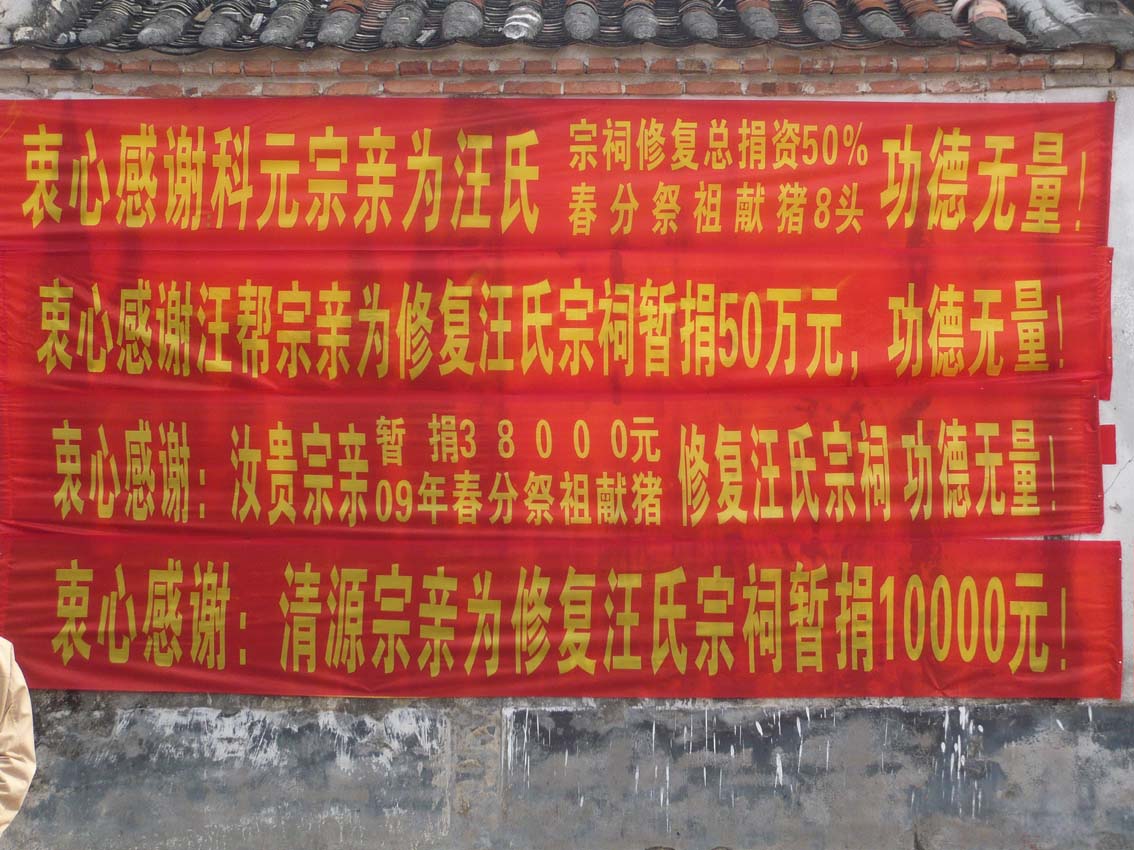 衷心感谢科元宗亲为汪氏 宗祠修复总捐资50% 春分祭祖献猪8头 功德无量！
衷心感谢汪帮宗亲为修复汪氏宗祠暂捐50万元，功德无量！
衷心感谢：汝贵宗亲 暂捐38000元 09年春分祭祖献猪 修复汪氏宗祠 功德无量！
衷心感谢：清源宗亲为修复汪氏宗祠暂捐10000元！